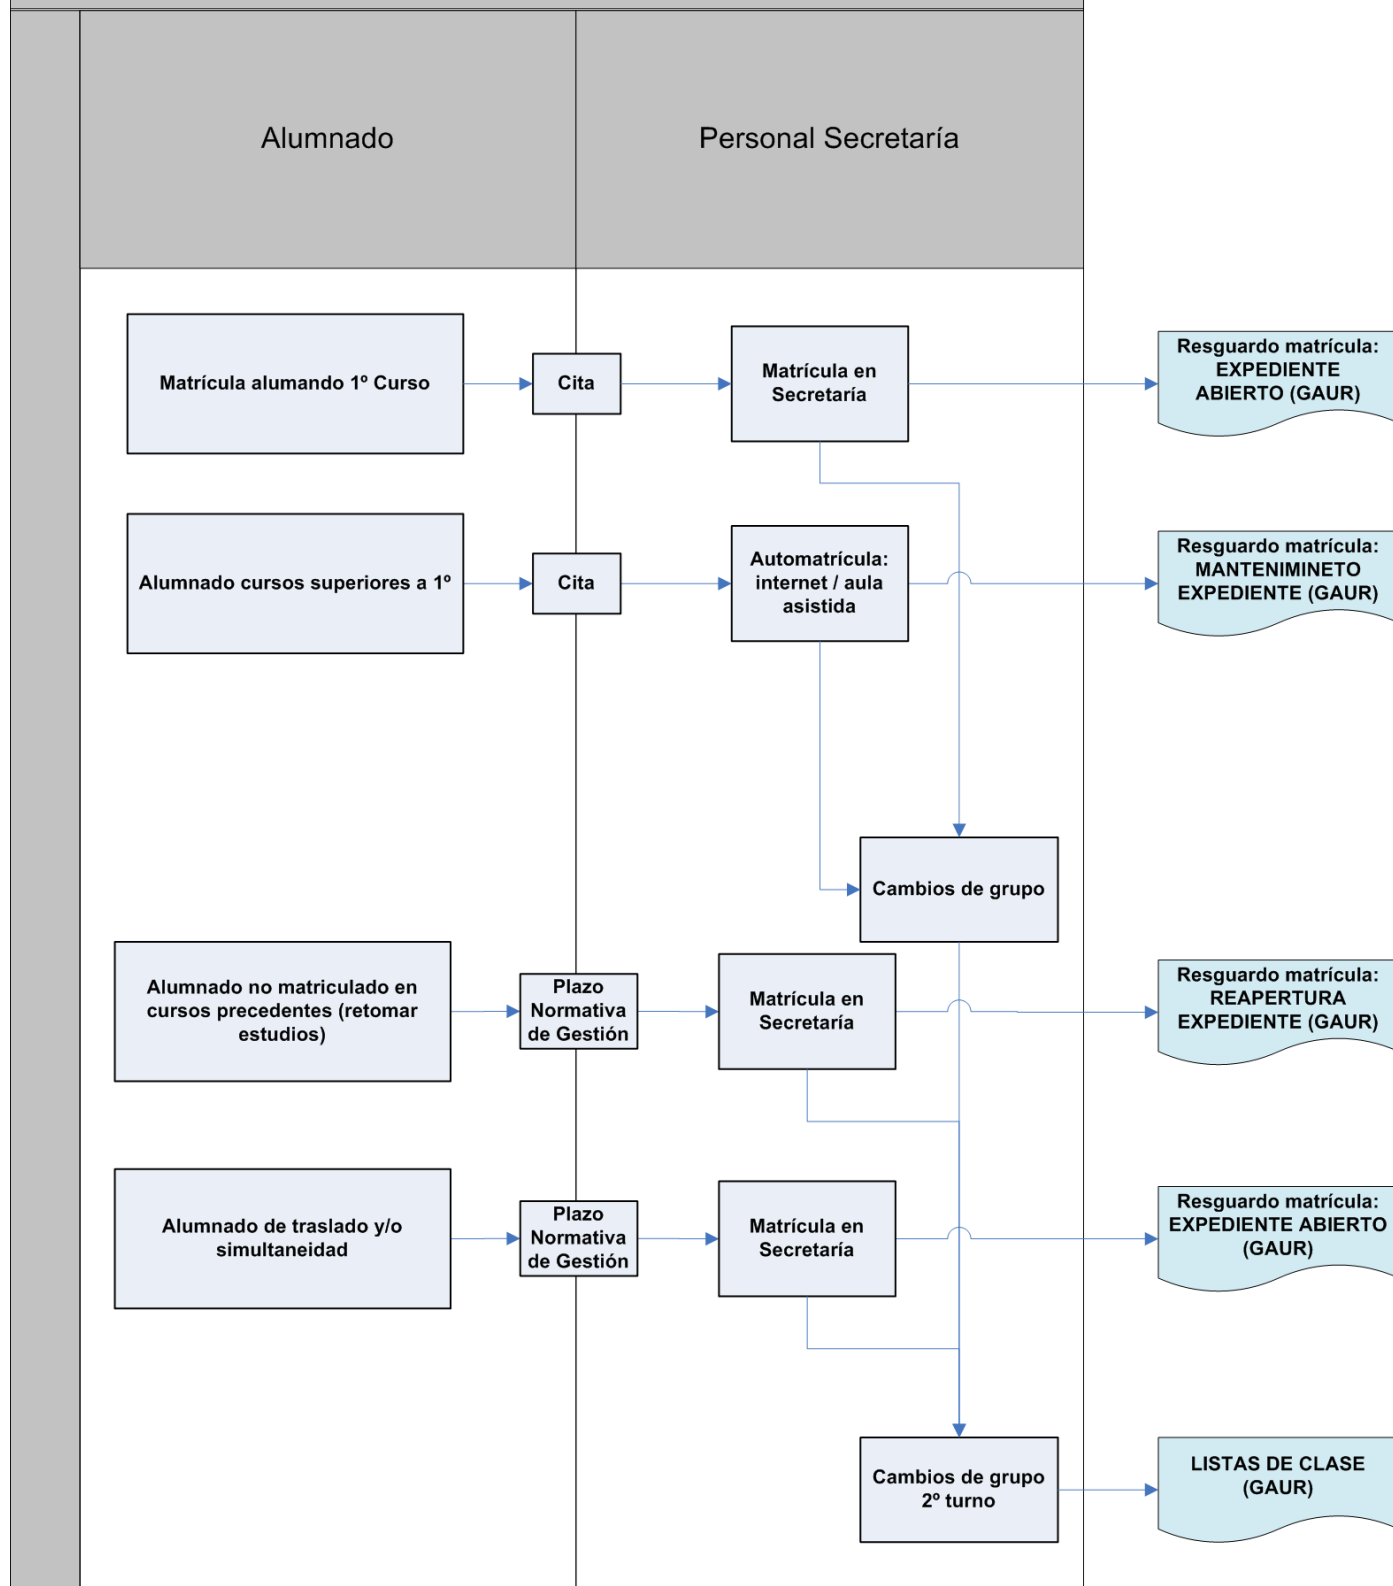 Alumnado
Personal Secretaría
Matrícula alumando 1º Curso
Cita
Matrícula en
Secretaría
Resguardo matrícula:
EXPEDIENTE
ABIERTO (GAUR)
Alumnado cursos superiores a 1º
Cita
Automatrícula:
internet / aula
asistida
Resguardo matrícula:
MANTENIMINETO
EXPEDIENTE (GAUR)
Cambios de grupo
Alumnado no matriculado en
cursos precedentes (retomar
estudios)
Plazo
Normativa
de Gestión
Matrícula en
Secretaría
Resguardo matrícula:
REAPERTURA
EXPEDIENTE (GAUR)
Alumnado de traslado y/o
simultaneidad
Plazo
Normativa
de Gestión
Matrícula en
Secretaría
Resguardo matrícula:
EXPEDIENTE ABIERTO
(GAUR)
Cambios de grupo
2º turno
LISTAS DE CLASE
(GAUR)